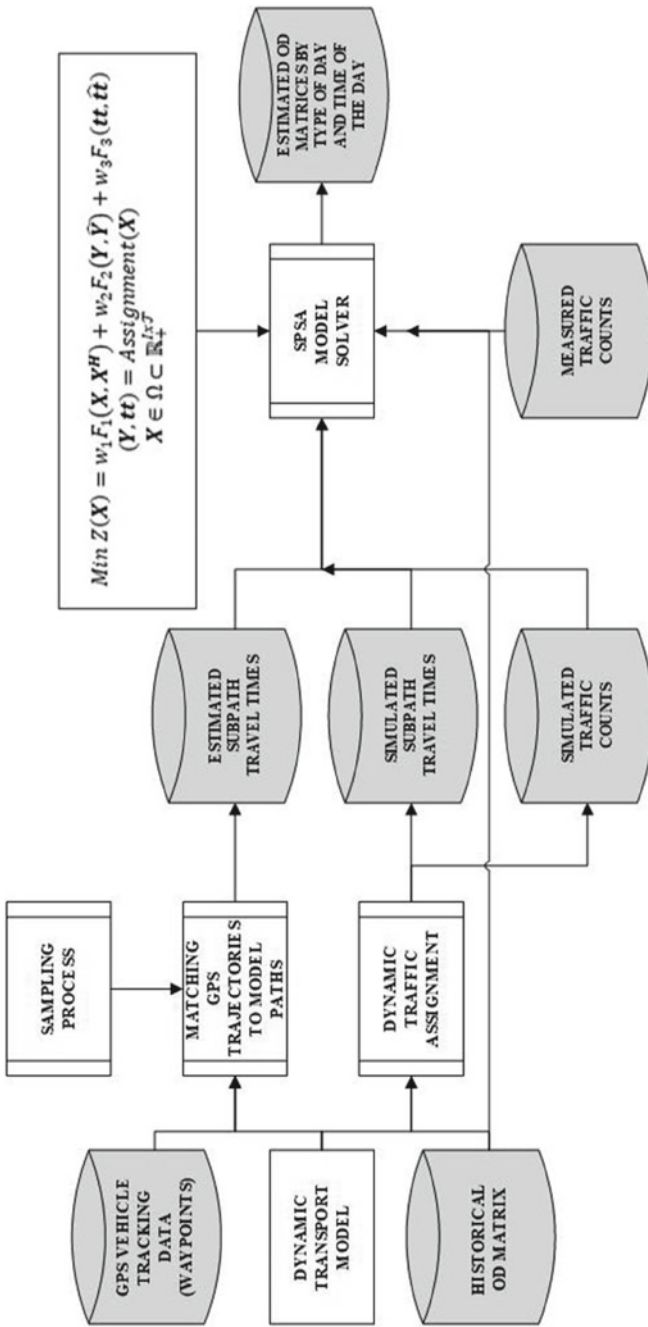 GPS VEHICLE
TRACKING
DATA
(WAYPOINTS)
DYNAMIC
TRANSPORT
MODEL
HISTORICAL
OD MATRIX
SAMPLING
PROCESS
MATCHING
GPS
TRAJECTORIES
TO MODEL
PATHS
DYNAMIC
TRAFFIC
ASSIGNMENT
ESTIMATED
SUBPATH
TRAVEL TIMES
SIMULATED
SUBPATH
TRAVEL TIMES
SIMULATED
TRAFFIC
COUNTS
Min Z(X) = w₁F₁(X, Xᴴ) + w₂F₂(Y, Ŷ) + w₃F₃(tt, t̂t)
(Y, tt) = Assignment(X)
X ∈ Ω ⊂ ℝ₊^{IxJ̄}
SPSA
MODEL
SOLVER
MEASURED
TRAFFIC
COUNTS
ESTIMATED OD
MATRICES BY
TYPE OF DAY
AND TIME OF
THE DAY